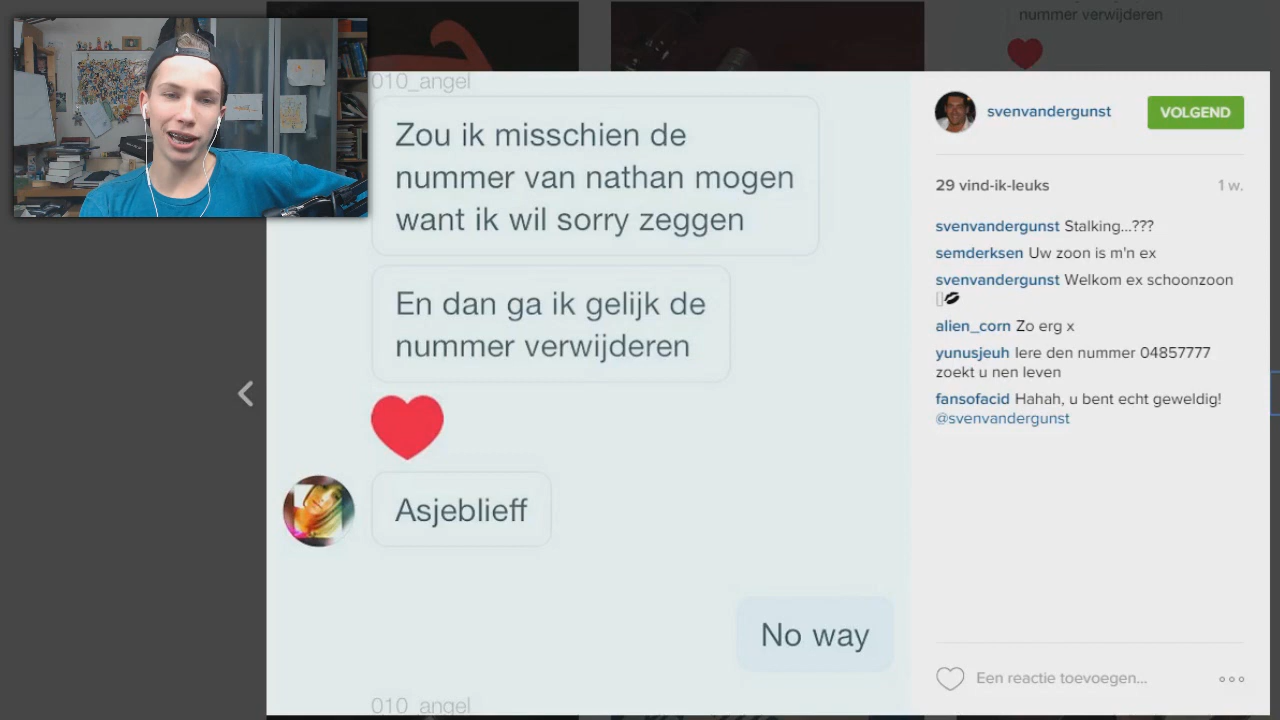 nummer verwijderen
010_angel
Zou ik misschien de
nummer van nathan mogen
want ik wil sorry zeggen
En dan ga ik gelijk de
nummer verwijderen
Asjeblieff
No way
010_angel
svenvandergunst
VOLGEND
29 vind-ik-leuks
1 w.
svenvandergunst Stalking...???
semderksen Uw zoon is m'n ex
svenvandergunst Welkom ex schoonzoon
alien_corn Zo erg x
yunusjeuh Iere den nummer 04857777
zoekt u nen leven
fansofacid Hahah, u bent echt geweldig!
@svenvandergunst
Een reactie toevoegen...